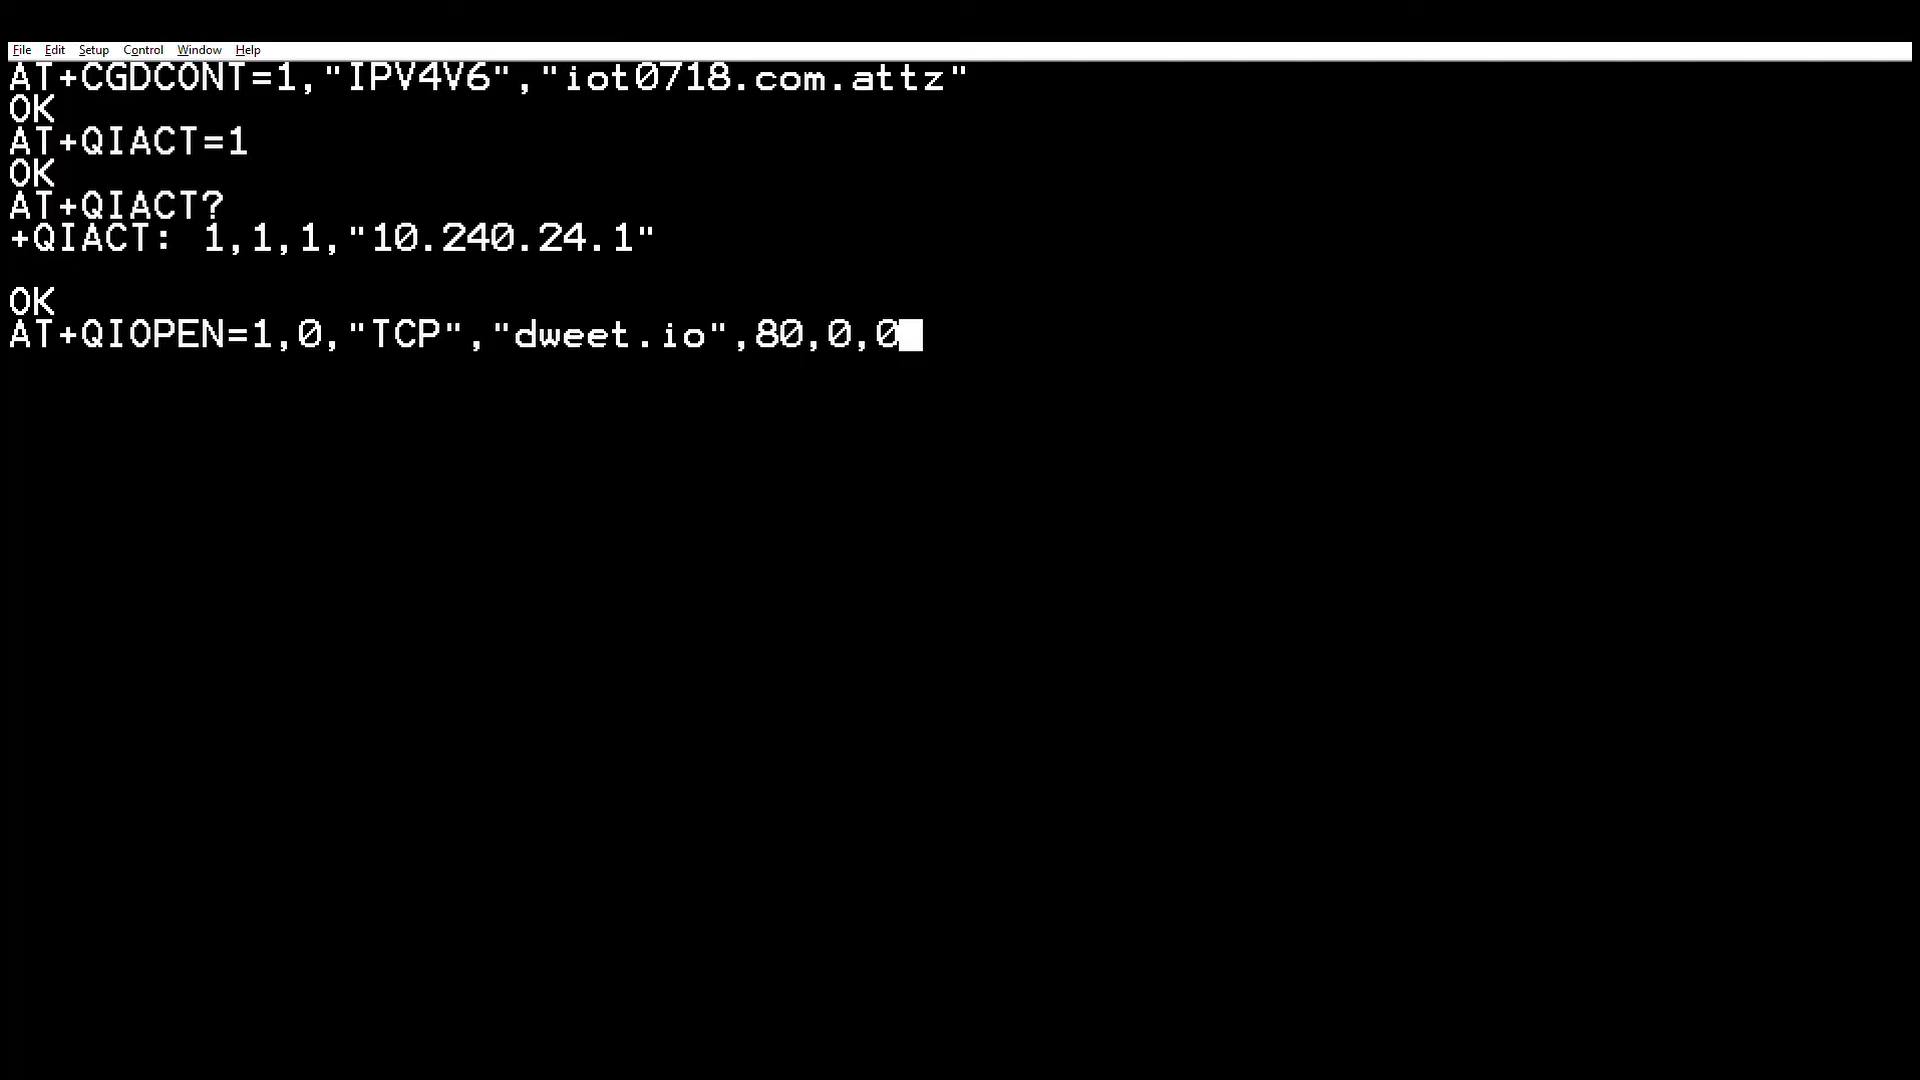 File Edit Setup Control Window Help
AT+CGDCONT=1,"IPV4V6","iot0718.com.attz"
OK
AT+QIACT=1
OK
AT+QIACT?
+QIACT: 1,1,1,"10.240.24.1"
OK
AT+QIOPEN=1,0,"TCP","dweet.io",80,0,0